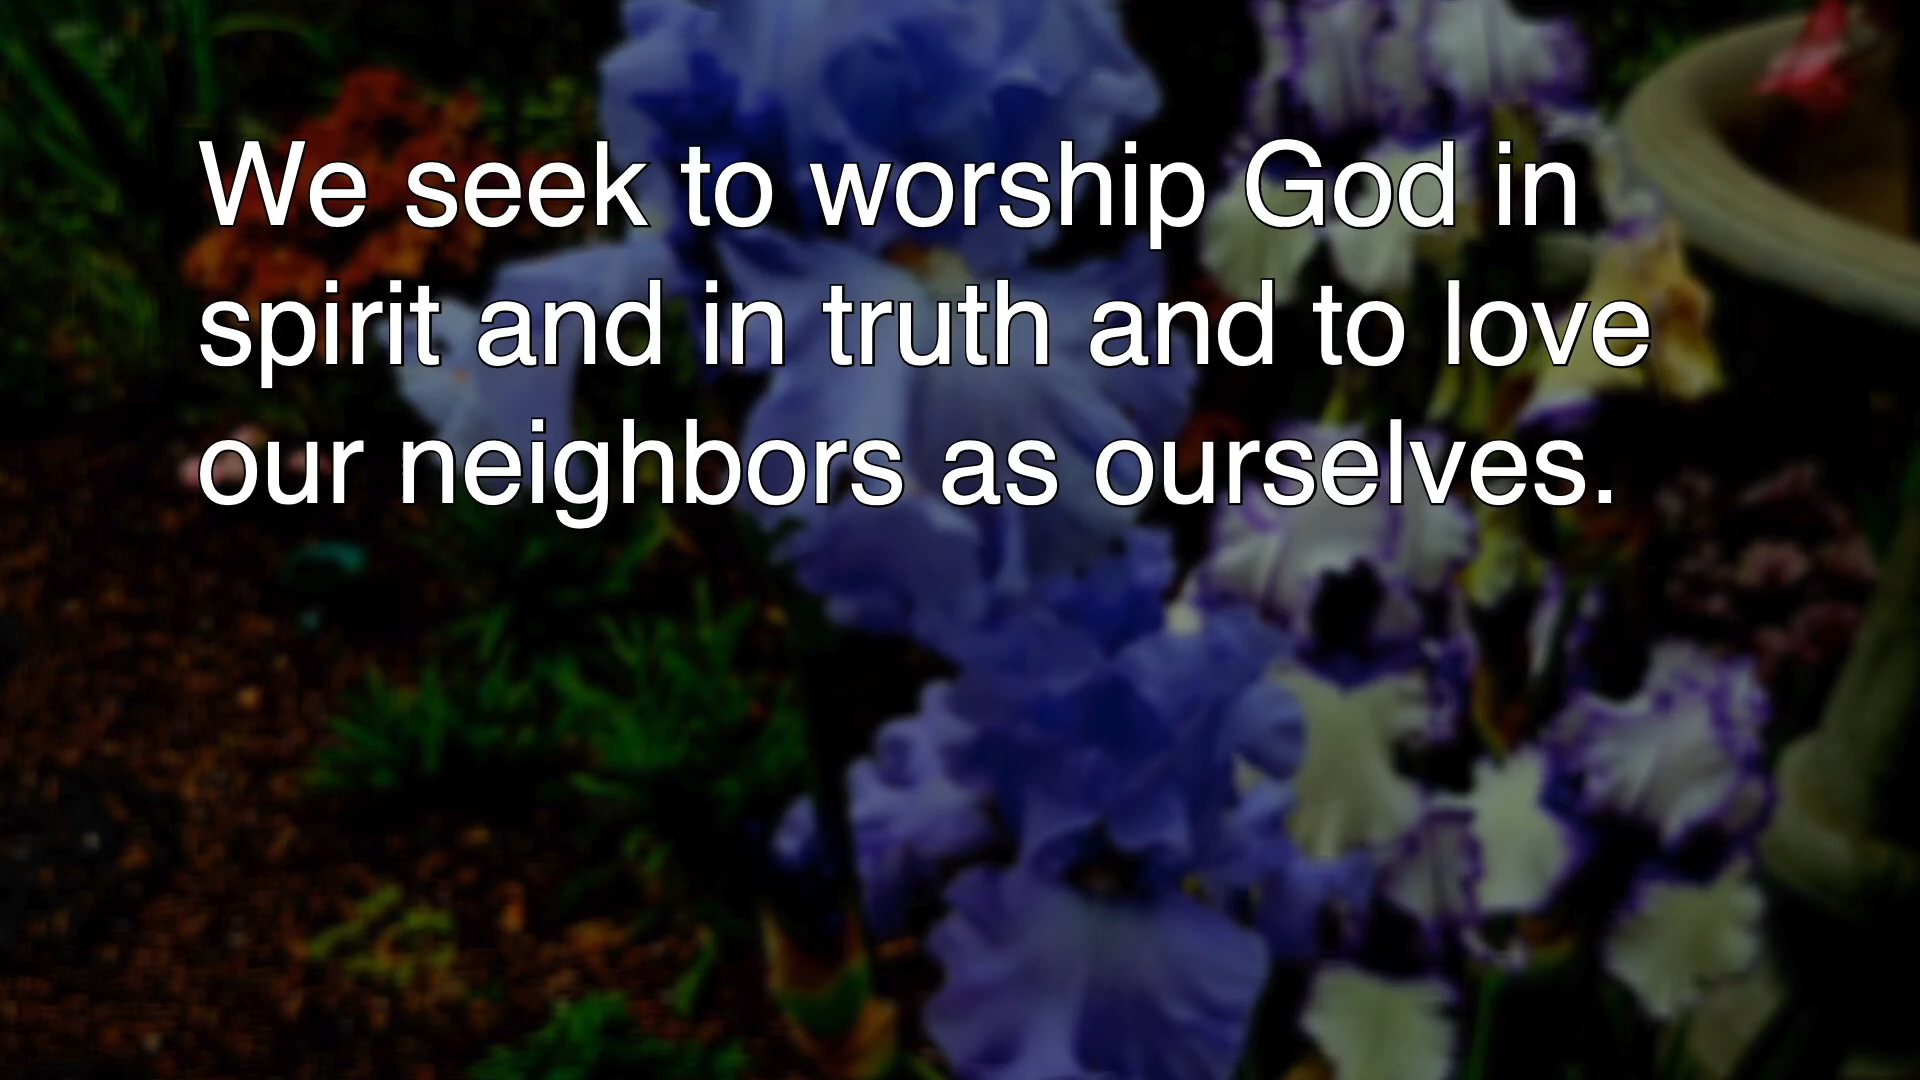 We seek to worship God in
spirit and in truth and to love
our neighbors as ourselves.